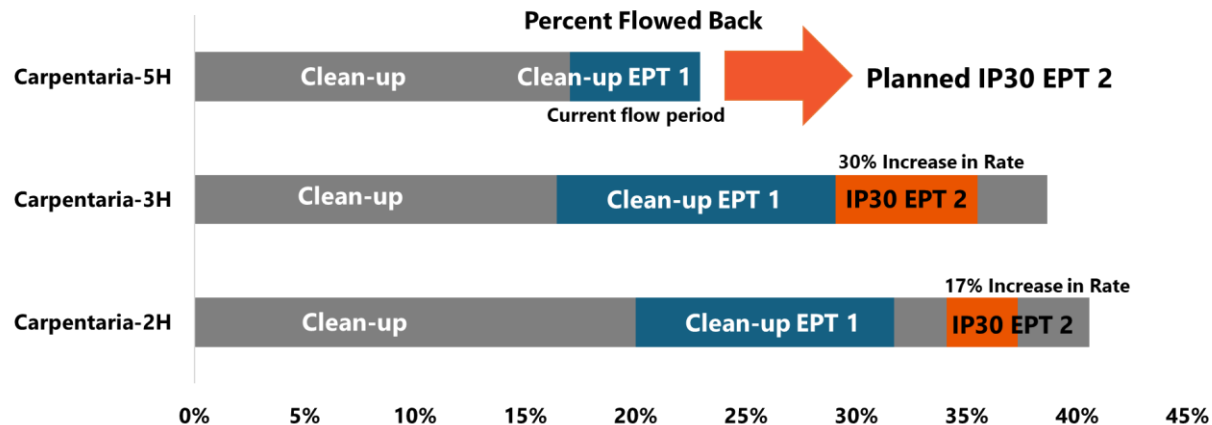 Percent Flowed Back
Carpentaria-5H
Clean-up
Clean-up EPT 1
Planned IP30 EPT 2
Current flow period
30% Increase in Rate
Carpentaria-3H
Clean-up
Clean-up EPT 1
IP30 EPT 2
17% Increase in Rate
Carpentaria-2H
Clean-up
Clean-up EPT 1
IP30 EPT 2
0% 5% 10% 15% 20% 25% 30% 35% 40% 45%